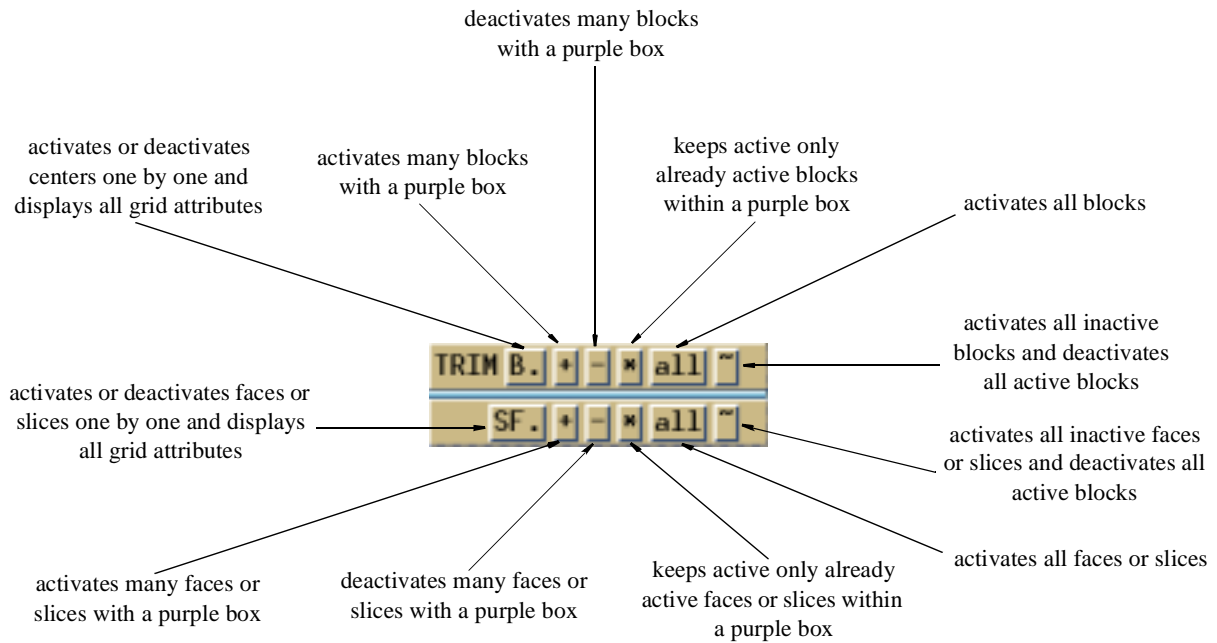 deactivates many blocks
with a purple box
activates or deactivates
centers one by one and
displays all grid attributes
activates many blocks
with a purple box
keeps active only
already active blocks
within a purple box
activates all blocks
activates all inactive
blocks and deactivates
all active blocks
TRIM B. + - * all ~
activates or deactivates faces or
slices one by one and displays
all grid attributes
SF. + - * all ~
activates all inactive faces
or slices and deactivates all
active blocks
activates many faces or
slices with a purple box
deactivates many faces or
slices with a purple box
keeps active only already
active faces or slices within
a purple box
activates all faces or slices